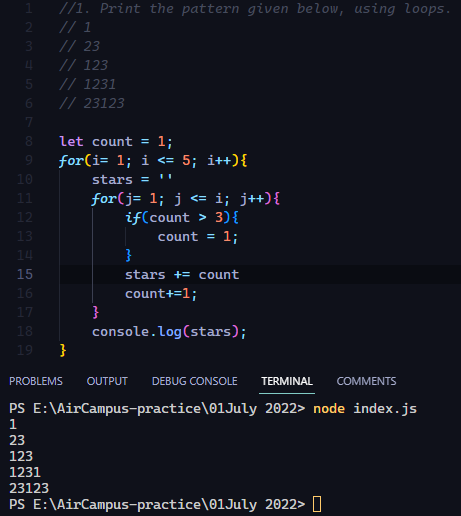 1 //1. Print the pattern given below, using loops.
2 // 1
3 // 23
4 // 123
5 // 1231
6 // 23123
7
8 let count = 1;
9 for(i= 1; i <= 5; i++){
10 stars = ''
11 for(j= 1; j <= i; j++){
12 if(count > 3){
13 count = 1;
14 }
15 stars += count
16 count+=1;
17 }
18 console.log(stars);
19 }
PROBLEMS OUTPUT DEBUG CONSOLE TERMINAL COMMENTS
PS E:\AirCampus-practice\01July 2022> node index.js
1
23
123
1231
23123
PS E:\AirCampus-practice\01July 2022>